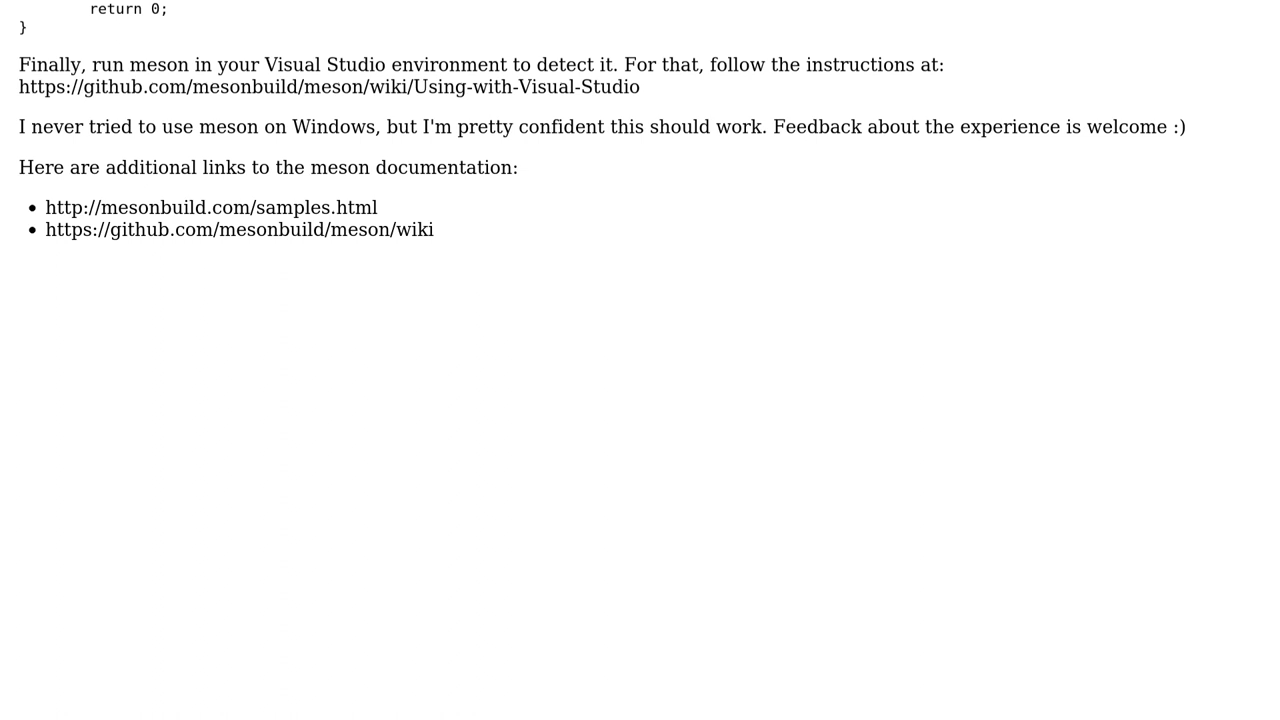 return 0;
}
Finally, run meson in your Visual Studio environment to detect it. For that, follow the instructions at:
https://github.com/mesonbuild/meson/wiki/Using-with-Visual-Studio
I never tried to use meson on Windows, but I'm pretty confident this should work. Feedback about the experience is welcome :)
Here are additional links to the meson documentation:
• http://mesonbuild.com/samples.html
• https://github.com/mesonbuild/meson/wiki